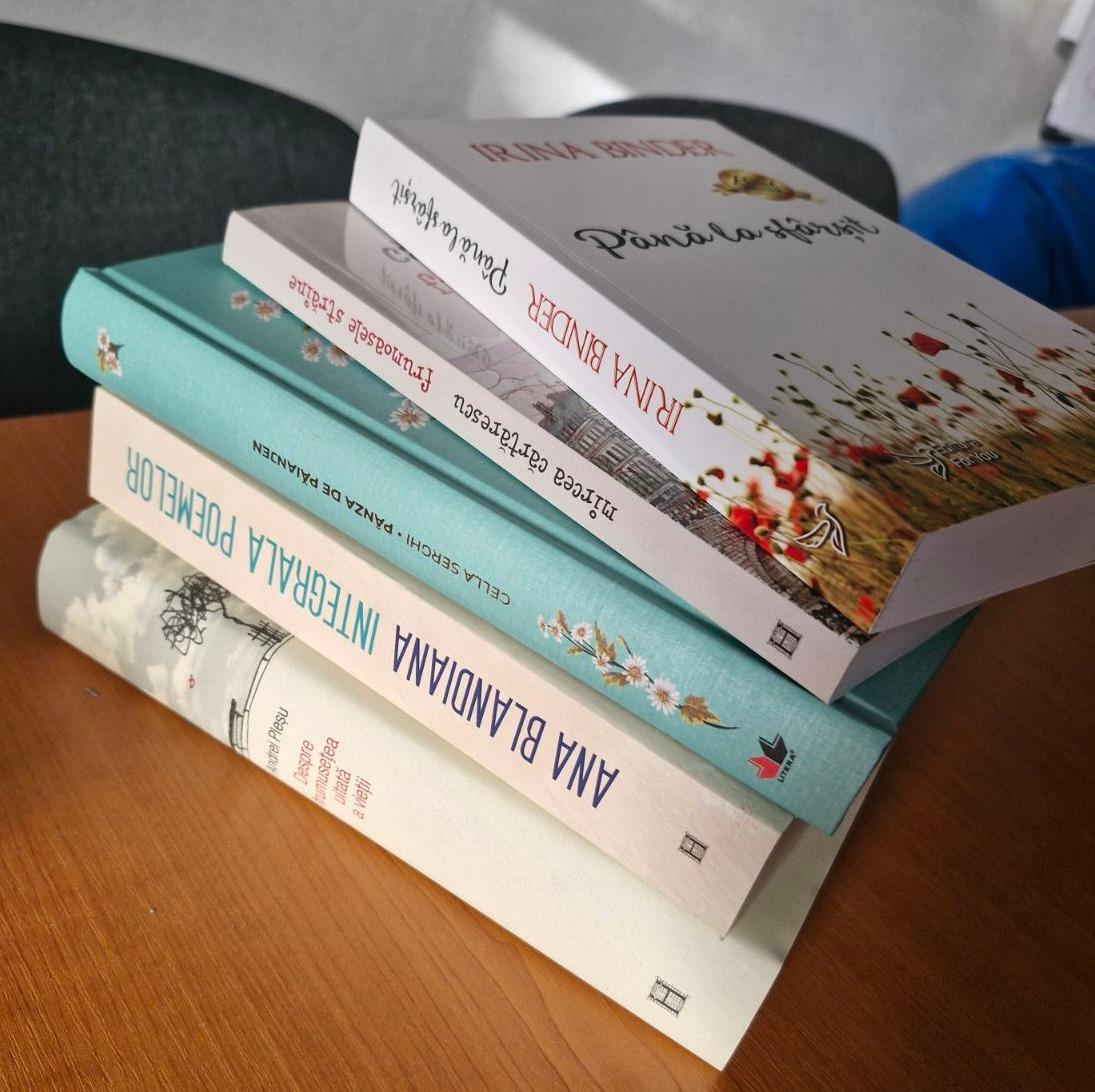 IRINA BINDER
Până la sfârșit
Până la sfârșit
IRINA BINDER
mircea cărtărescu
frumoasele străine
CELLA SERGHI • PÂNZA DE PĂIANJEN
LITERA®
ANA BLANDIANA INTEGRALA POEMELOR
H
H
H
Andrei Pleșu
Despre
frumusețea
uitată
a vieții